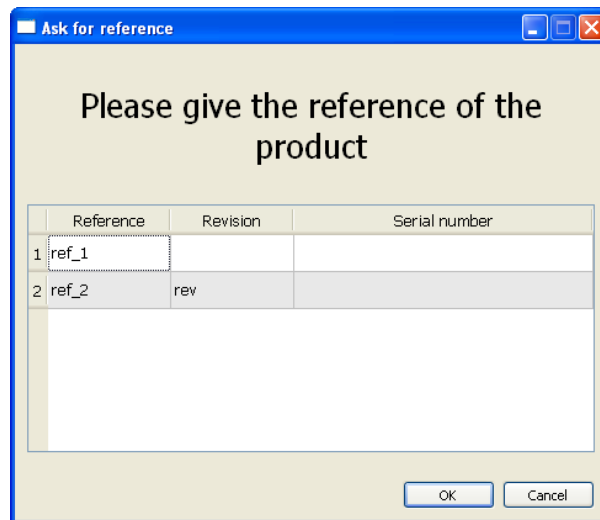 Ask for reference
Please give the reference of the
product
Reference Revision Serial number
1 ref_1
2 ref_2 rev
OK Cancel